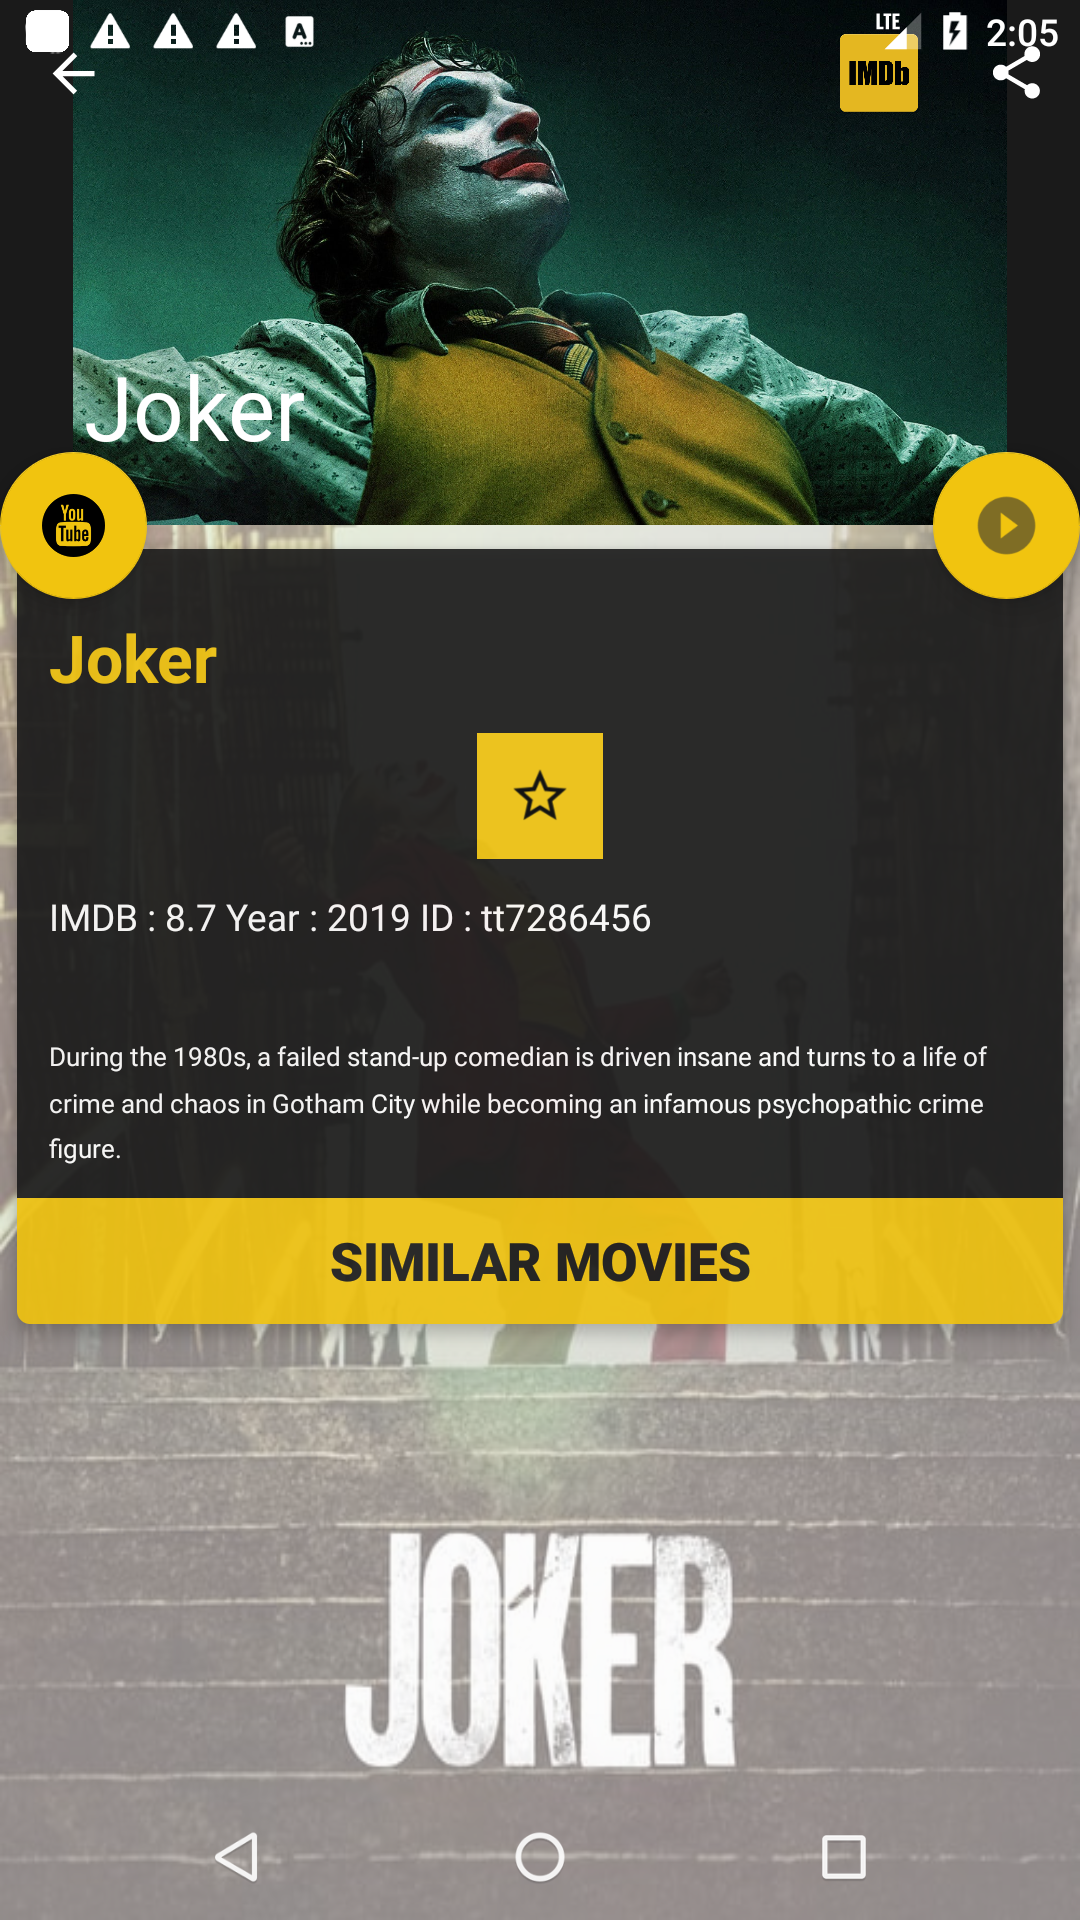 LTE 2:05
IMDb
Joker
You
Tube
Joker
IMDB : 8.7 Year : 2019 ID : tt7286456
During the 1980s, a failed stand-up comedian is driven insane and turns to a life of
crime and chaos in Gotham City while becoming an infamous psychopathic crime
figure.
SIMILAR MOVIES
JOKER